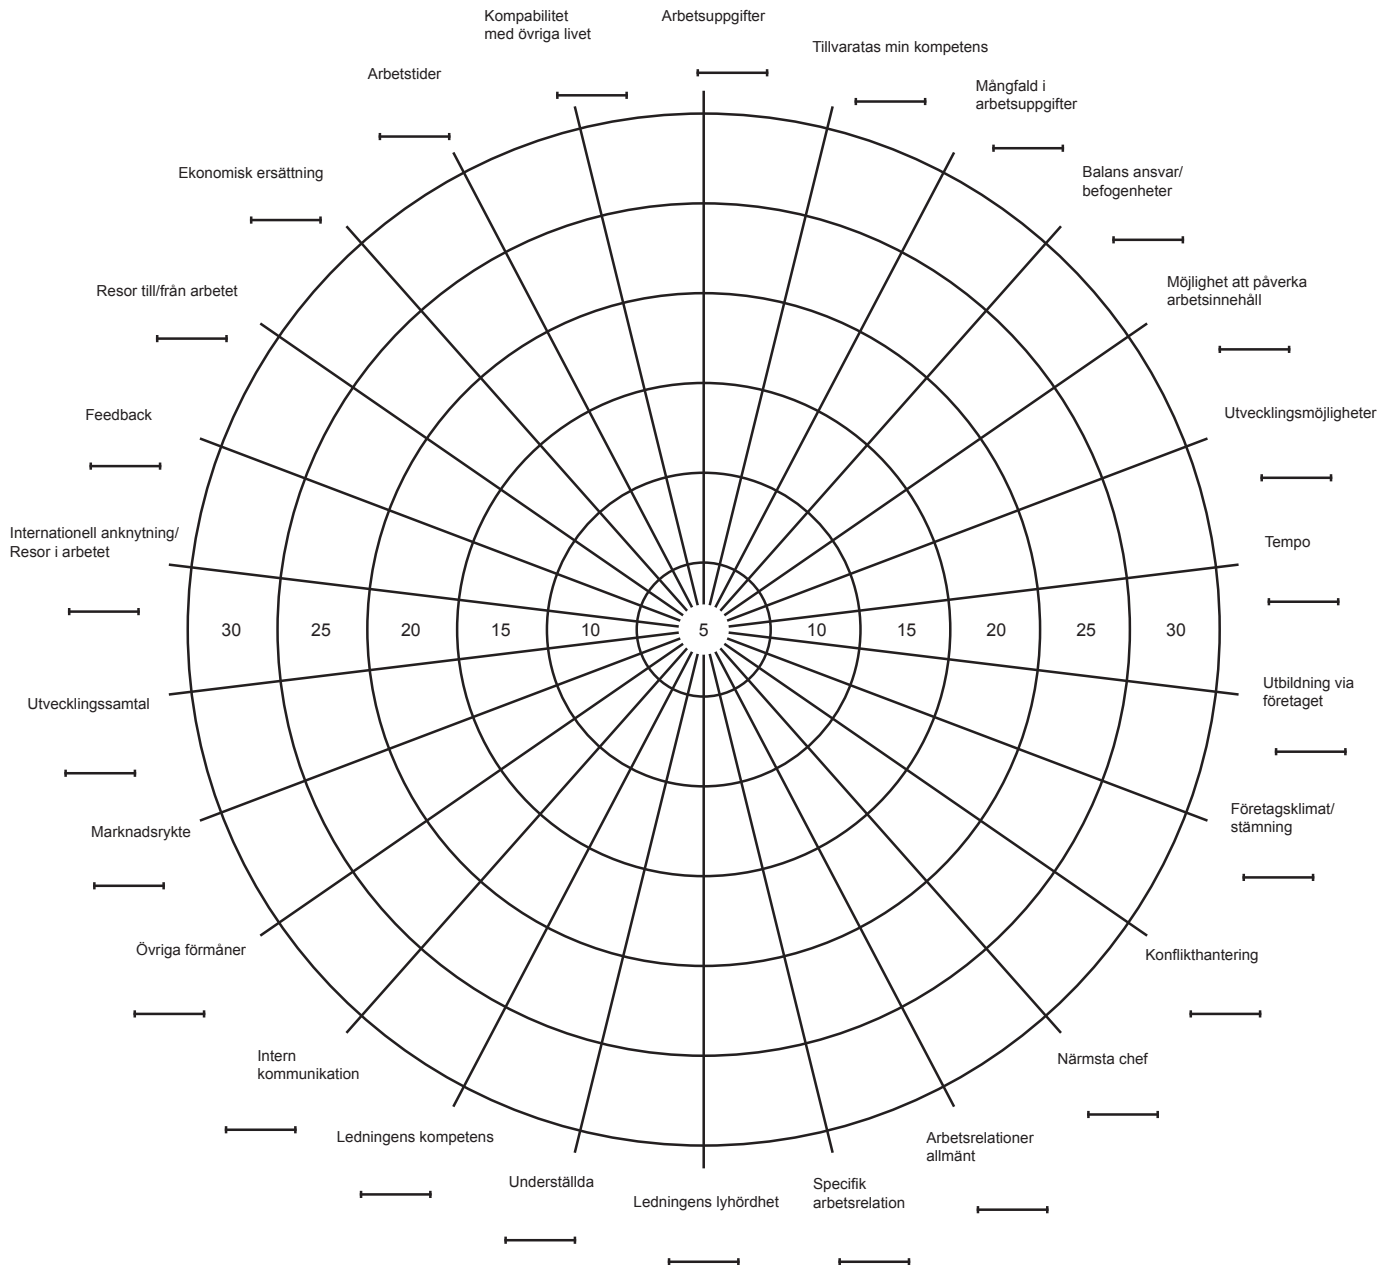 Kompabilitet
med övriga livet
Arbetsuppgifter
Tillvaratas min kompetens
Mångfald i
arbetsuppgifter
Balans ansvar/
befogenheter
Möjlighet att påverka
arbetsinnehåll
Utvecklingsmöjligheter
Tempo
Utbildning via
företaget
Företagsklimat/
stämning
Konflikthantering
Närmsta chef
Arbetsrelationer
allmänt
Specifik
arbetsrelation
Ledningens lyhördhet
Underställda
Ledningens kompetens
Intern
kommunikation
Övriga förmåner
Marknadsrykte
Utvecklingssamtal
Internationell anknytning/
Resor i arbetet
Feedback
Resor till/från arbetet
Ekonomisk ersättning
Arbetstider
30 25 20 15 10 5 10 15 20 25 30